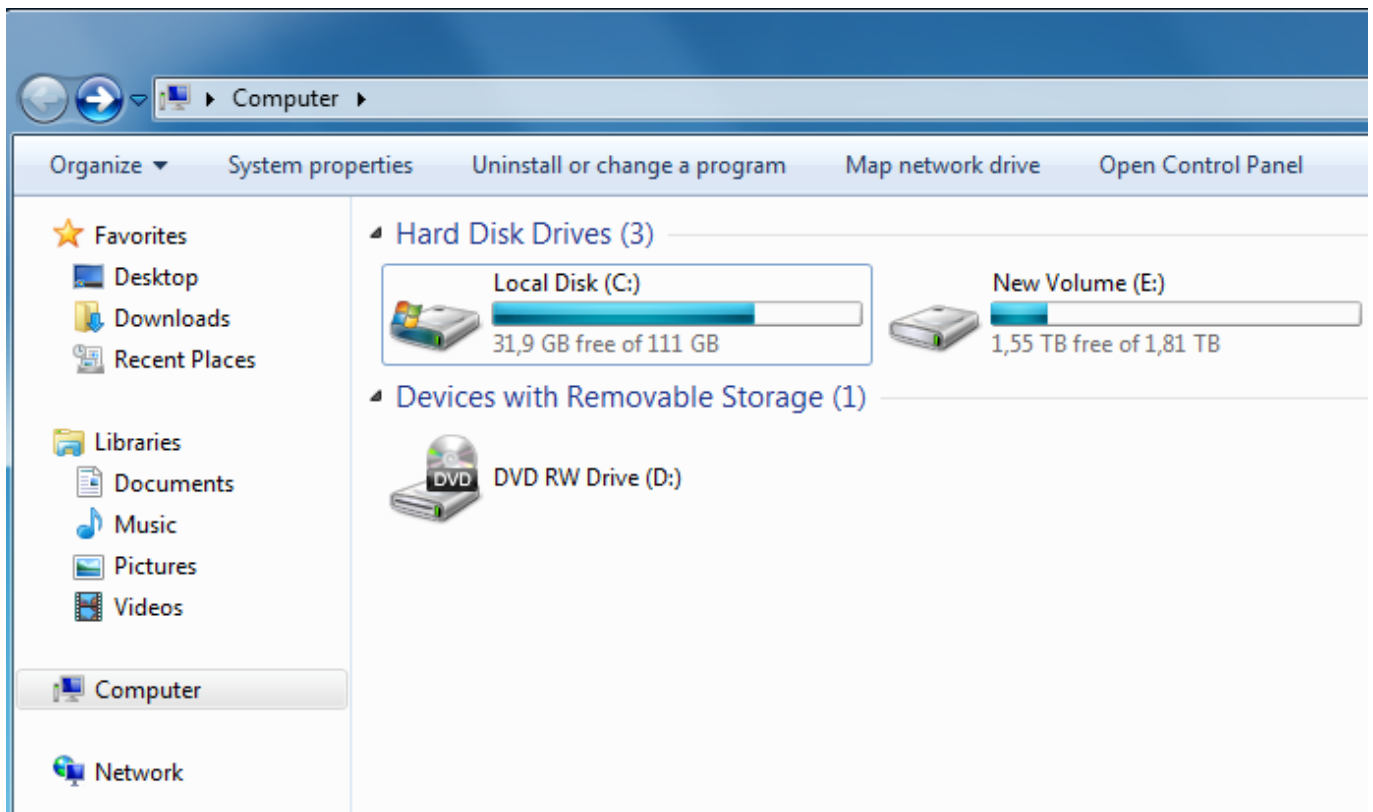 Computer
Organize System properties Uninstall or change a program Map network drive Open Control Panel
Favorites
Desktop
Downloads
Recent Places
Libraries
Documents
Music
Pictures
Videos
Computer
Network
Hard Disk Drives (3)
Local Disk (C:)
31,9 GB free of 111 GB
New Volume (E:)
1,55 TB free of 1,81 TB
Devices with Removable Storage (1)
DVD
DVD RW Drive (D:)